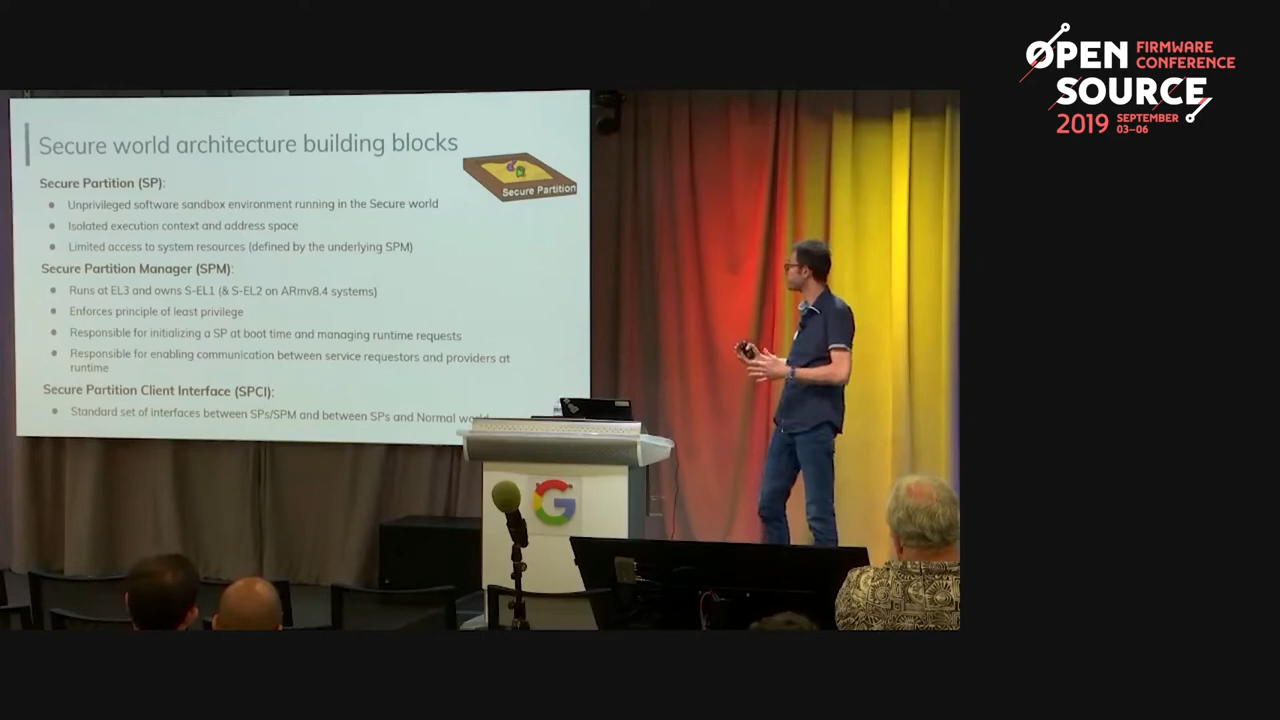 Secure world architecture building blocks
Secure Partition (SP):
Unprivileged software sandbox environment running in the Secure world
Isolated execution context and address space
Limited access to system resources (defined by the underlying SPM)
Secure Partition Manager (SPM):
Runs at EL3 and owns S-EL1 (& S-EL2 on ARmv8.4 systems)
Enforces principle of least privilege
Responsible for initializing a SP at boot time and managing runtime requests
Responsible for enabling communication between service requestors and providers at
runtime
Secure Partition Client Interface (SPCI):
Standard set of interfaces between SPs/SPM and between SPs and Normal
Secure Partition
G
OPEN
FIRMWARE
CONFERENCE
SOURCE
2019
SEPTEMBER
03–06